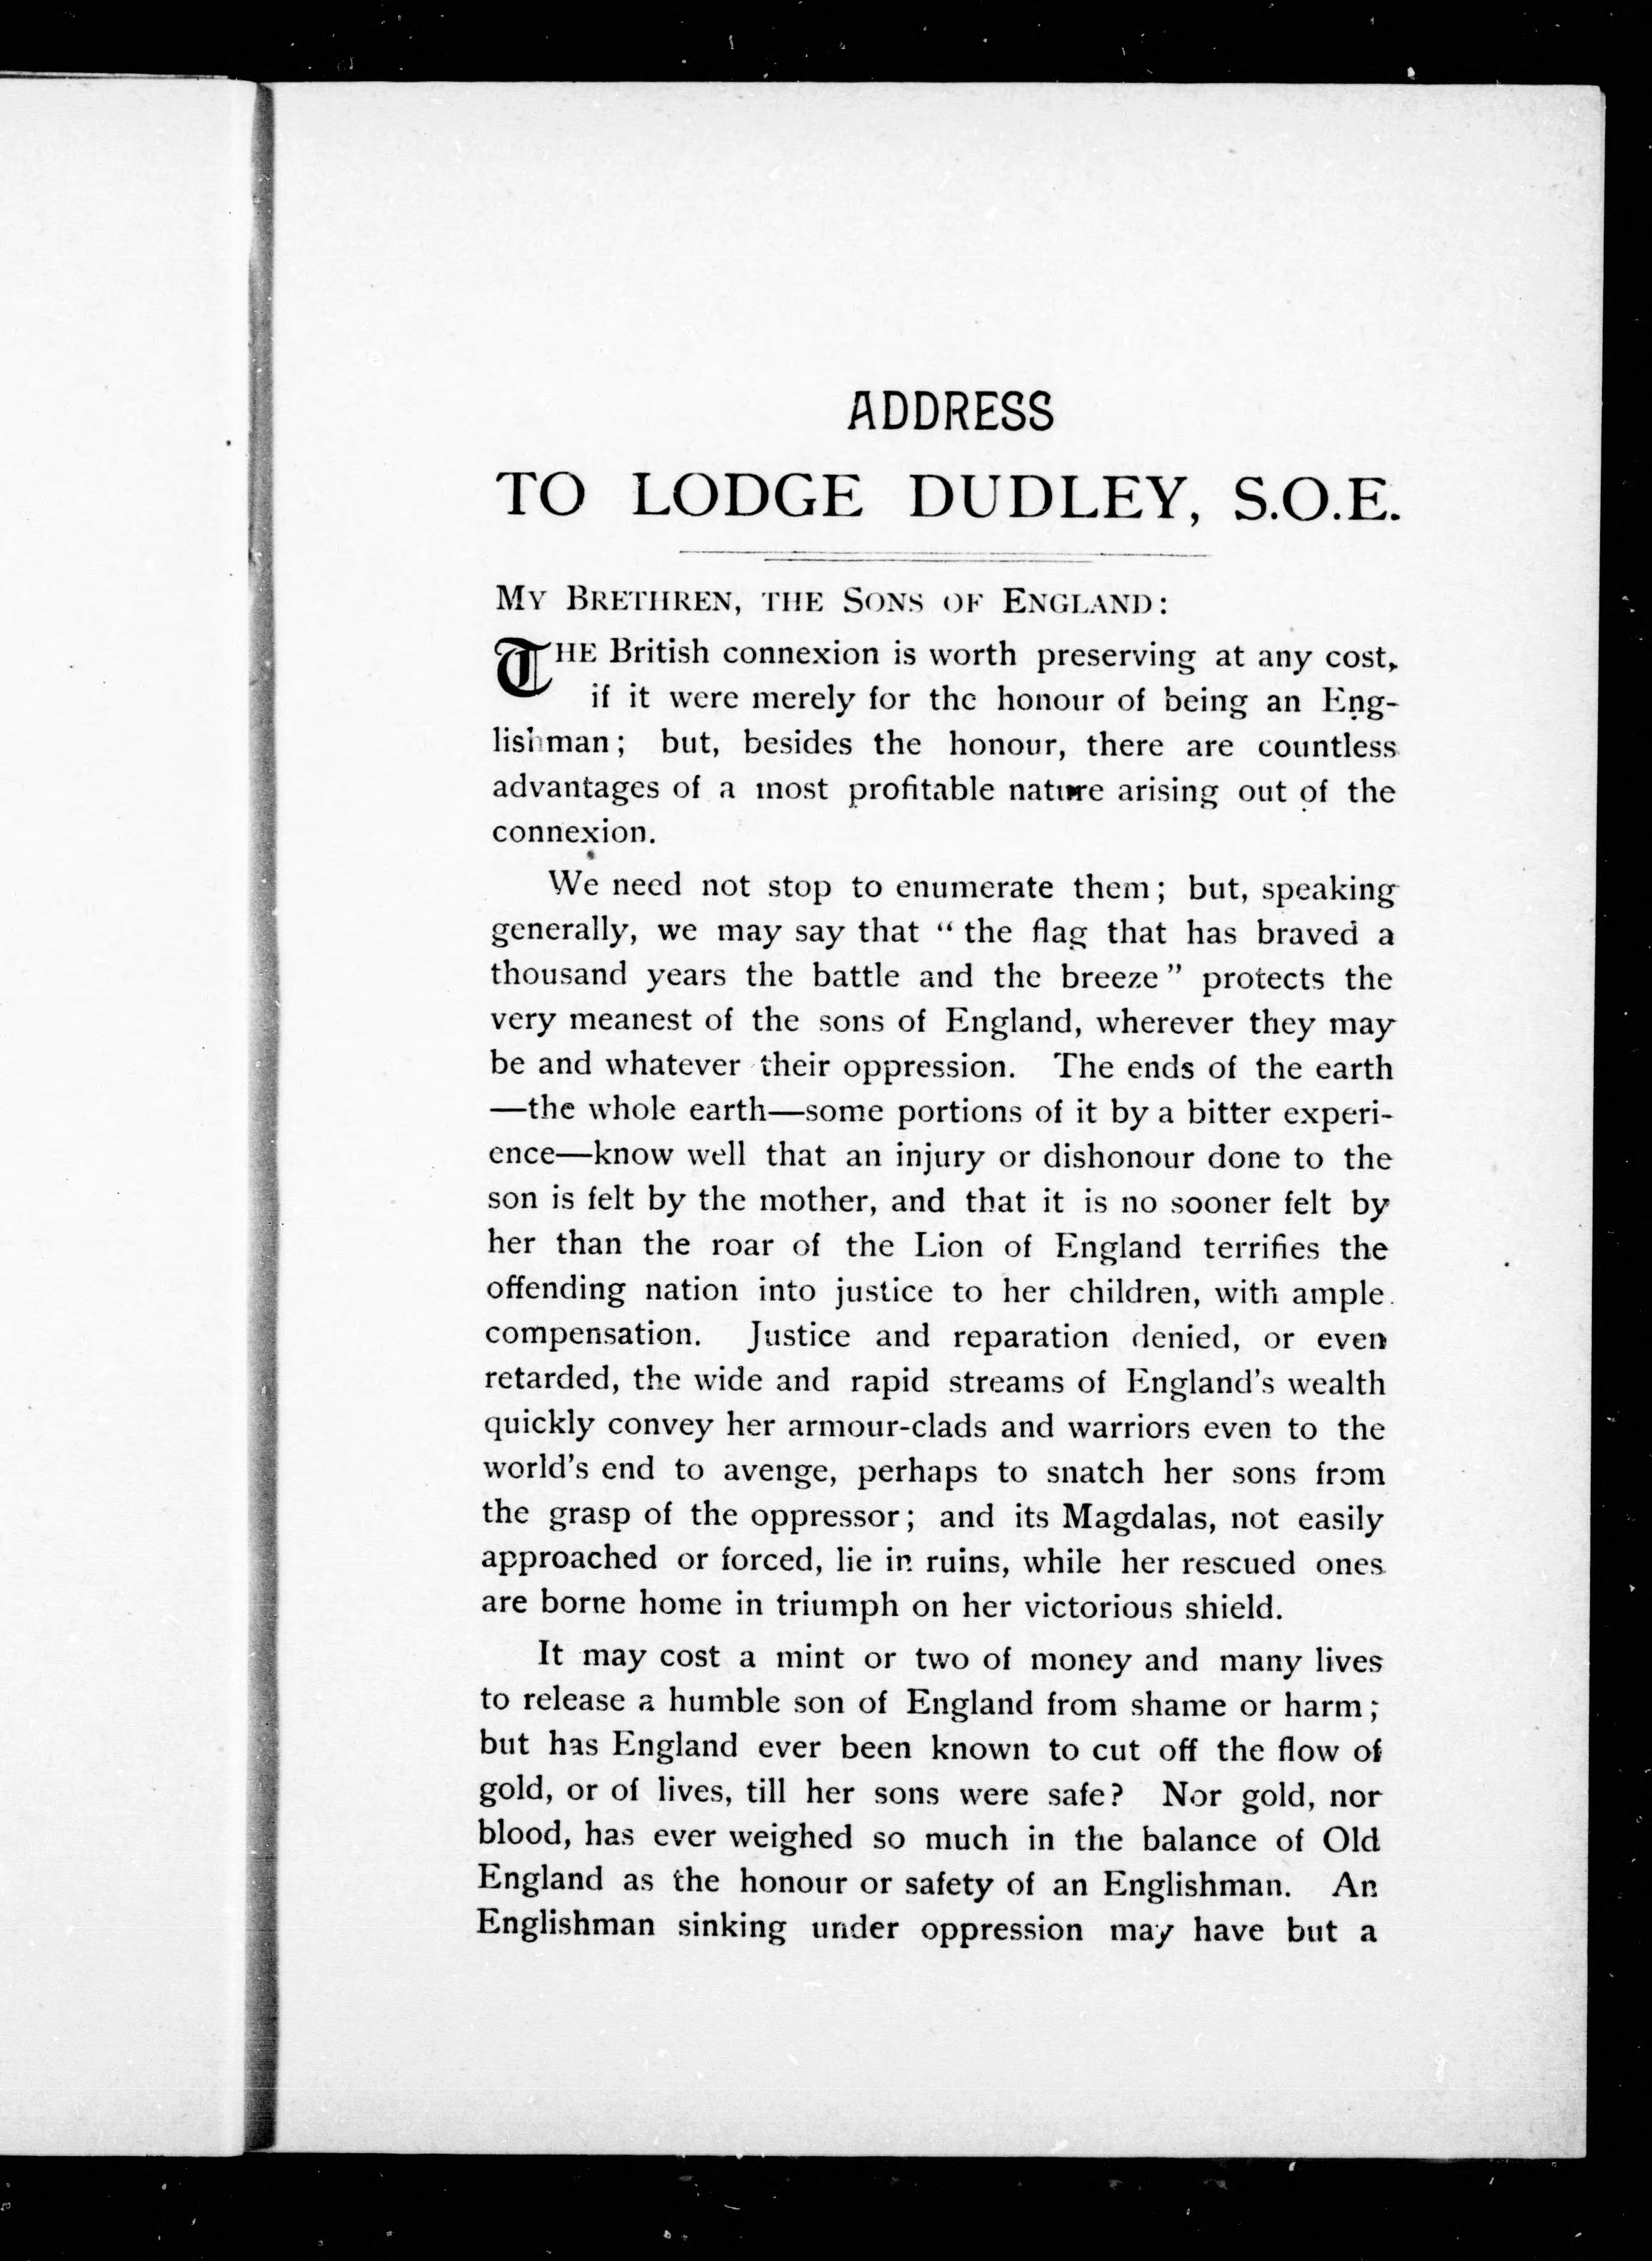 ADDRESS
TO LODGE DUDLEY, S.O.E.
MY BRETHREN, THE SONS OF ENGLAND:
THE British connexion is worth preserving at any cost,
if it were merely for the honour of being an Eng-
lishman; but, besides the honour, there are countless
advantages of a most profitable nature arising out of the
connexion.
We need not stop to enumerate them; but, speaking
generally, we may say that "the flag that has braved a
thousand years the battle and the breeze" protects the
very meanest of the sons of England, wherever they may
be and whatever their oppression. The ends of the earth
—the whole earth—some portions of it by a bitter experi-
ence—know well that an injury or dishonour done to the
son is felt by the mother, and that it is no sooner felt by
her than the roar of the Lion of England terrifies the
offending nation into justice to her children, with ample
compensation. Justice and reparation denied, or even
retarded, the wide and rapid streams of England's wealth
quickly convey her armour-clads and warriors even to the
world's end to avenge, perhaps to snatch her sons from
the grasp of the oppressor; and its Magdalas, not easily
approached or forced, lie in ruins, while her rescued ones
are borne home in triumph on her victorious shield.
It may cost a mint or two of money and many lives
to release a humble son of England from shame or harm;
but has England ever been known to cut off the flow of
gold, or of lives, till her sons were safe? Nor gold, nor
blood, has ever weighed so much in the balance of Old
England as the honour or safety of an Englishman. An
Englishman sinking under oppression may have but a